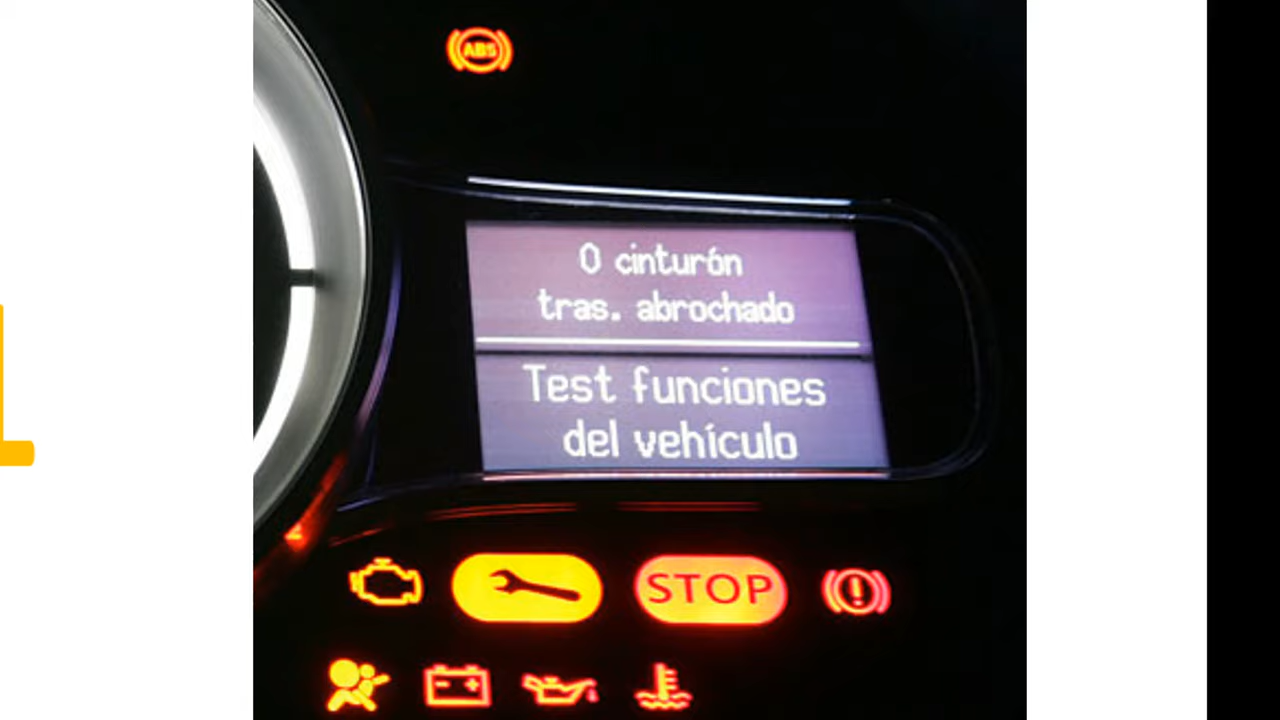 ABS
0 cinturón
tras. abrochado
Test funciones
del vehículo
STOP